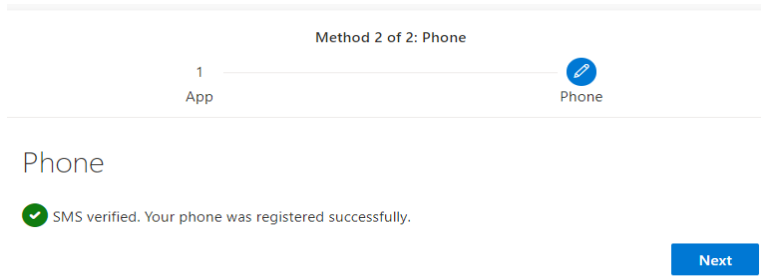 Method 2 of 2: Phone
1
App
Phone
Phone
SMS verified. Your phone was registered successfully.
Next